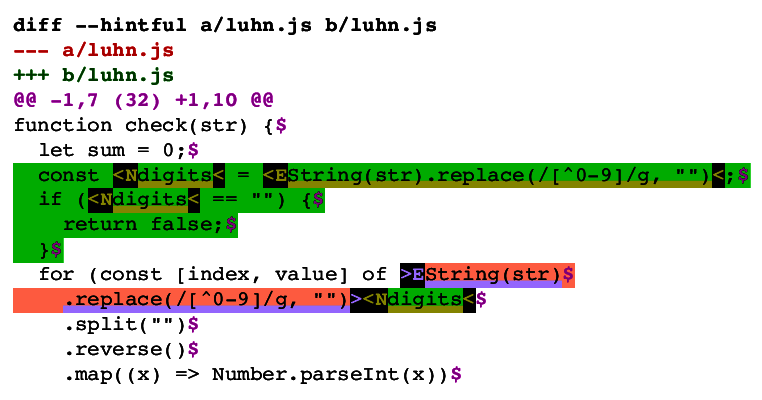 diff --hintful a/luhn.js b/luhn.js
--- a/luhn.js
+++ b/luhn.js
@@ -1,7 (32) +1,10 @@
function check(str) {$
  let sum = 0;$
  const <Ndigits< = <EString(str).replace(/[^0-9]/g, "")<;$
  if (<Ndigits< == "") {$
    return false;$
  }$
  for (const [index, value] of >EString(str)$
    .replace(/[^0-9]/g, "")><Ndigits<$
    .split("")$
    .reverse()$
    .map((x) => Number.parseInt(x))$